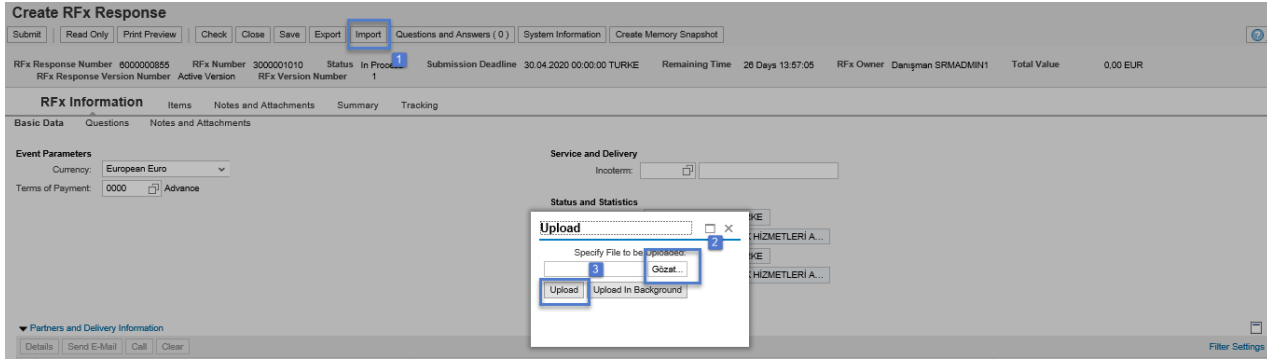 Create RFx Response
Submit Read Only Print Preview Check Close Save Export Import Questions and Answers ( 0 ) System Information Create Memory Snapshot
1
RFx Response Number 6000000855 RFx Number 3000001010 Status In Process Submission Deadline 30.04.2020 00:00:00 TURKE Remaining Time 26 Days 13:57:05 RFx Owner Danışman SRMADMIN1 Total Value 0,00 EUR
RFx Response Version Number Active Version RFx Version Number 1
RFx Information Items Notes and Attachments Summary Tracking
Basic Data Questions Notes and Attachments
Event Parameters Service and Delivery
Currency: European Euro Incoterm:
Terms of Payment: 0000 Advance
Status and Statistics
RKE
Upload
2
HİZMETLERİ A...
Specify File to be Uploaded:
RKE
3 Gözat...
HİZMETLERİ A...
Upload Upload In Background
Partners and Delivery Information
Details Send E-Mail Call Clear Filter Settings